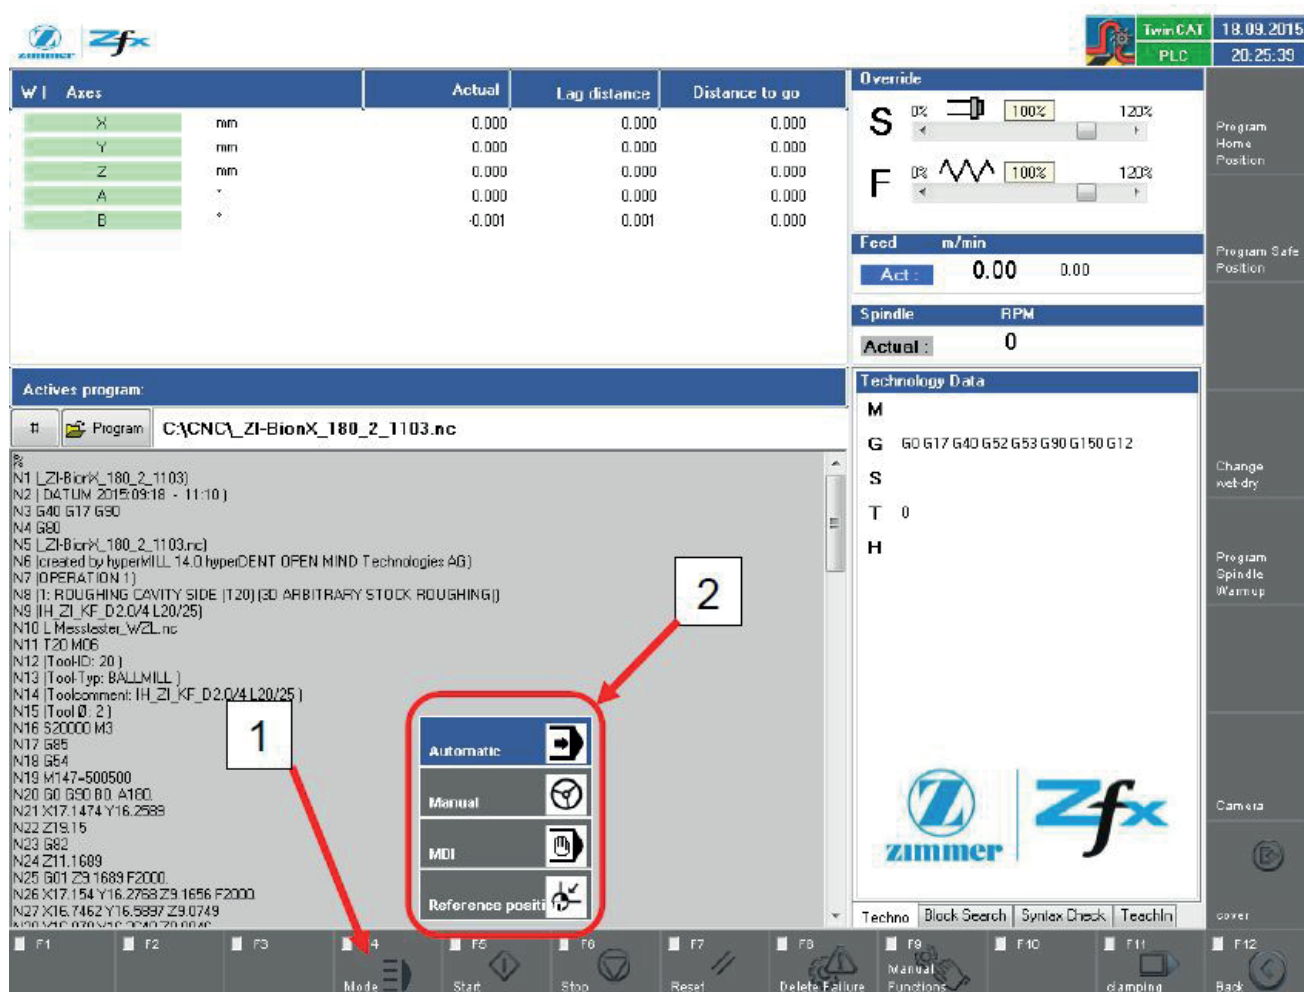 zimmer Zfx
TwinCAT 18.09.2015
PLC 20:25:39
W | Axes Actual Lag distance Distance to go
X mm 0.000 0.000 0.000
Y mm 0.000 0.000 0.000
Z mm 0.000 0.000 0.000
A ° 0.000 0.000 0.000
B ° -0.001 0.001 0.000
Override
S 0% 100% 120%
F 0% 100% 120%
Feed m/min
Act : 0.00 0.00
Spindle RPM
Actual : 0
Program
Home
Position
Program Safe
Position
Change
wet-dry
Program
Spindle
Warmup
Camera
cover
Actives program:
# Program C:\CNC\_ZI-BionX_180_2_1103.nc
%
N1 (_ZI-BionX_180_2_1103)
N2 ( DATUM 2015:09:18 - 11:10 )
N3 G40 G17 G90
N4 G80
N5 (_ZI-BionX_180_2_1103.nc)
N6 (created by hyperMILL 14.0 hyperDENT OPEN MIND Technologies AG)
N7 (OPERATION 1)
N8 (1: ROUGHING CAVITY SIDE (T20) (3D ARBITRARY STOCK ROUGHING))
N9 (IH_ZI_KF_D2.0/4 L20/25)
N10 L Messtaster_WZL.nc
N11 T20 M06
N12 (Tool-ID: 20 )
N13 (Tool-Typ: BALLMILL )
N14 (Toolcomment: IH_ZI_KF_D2.0/4 L20/25 )
N15 (Tool Ø: 2 )
N16 S20000 M3
N17 G85
N18 G54
N19 M147=500500
N20 G0 G90 B0. A180.
N21 X17.1474 Y16.2589
N22 Z19.15
N23 G82
N24 Z11.1689
N25 G01 Z9.1689 F2000.
N26 X17.154 Y16.2768 Z9.1656 F2000.
N27 X16.7462 Y16.5897 Z9.0749
1
2
Automatic
Manual
MDI
Reference positi
Technology Data
M
G G0 G17 G40 G52 G53 G90 G150 G12
S
T 0
H
zimmer Zfx
Techno Block Search Syntax Check TeachIn
F1 F2 F3 4 F5 F6 F7 F8 F9 F10 F11 F12
Mode Start Stop Reset Delete Failure Manual Functions clamping Back